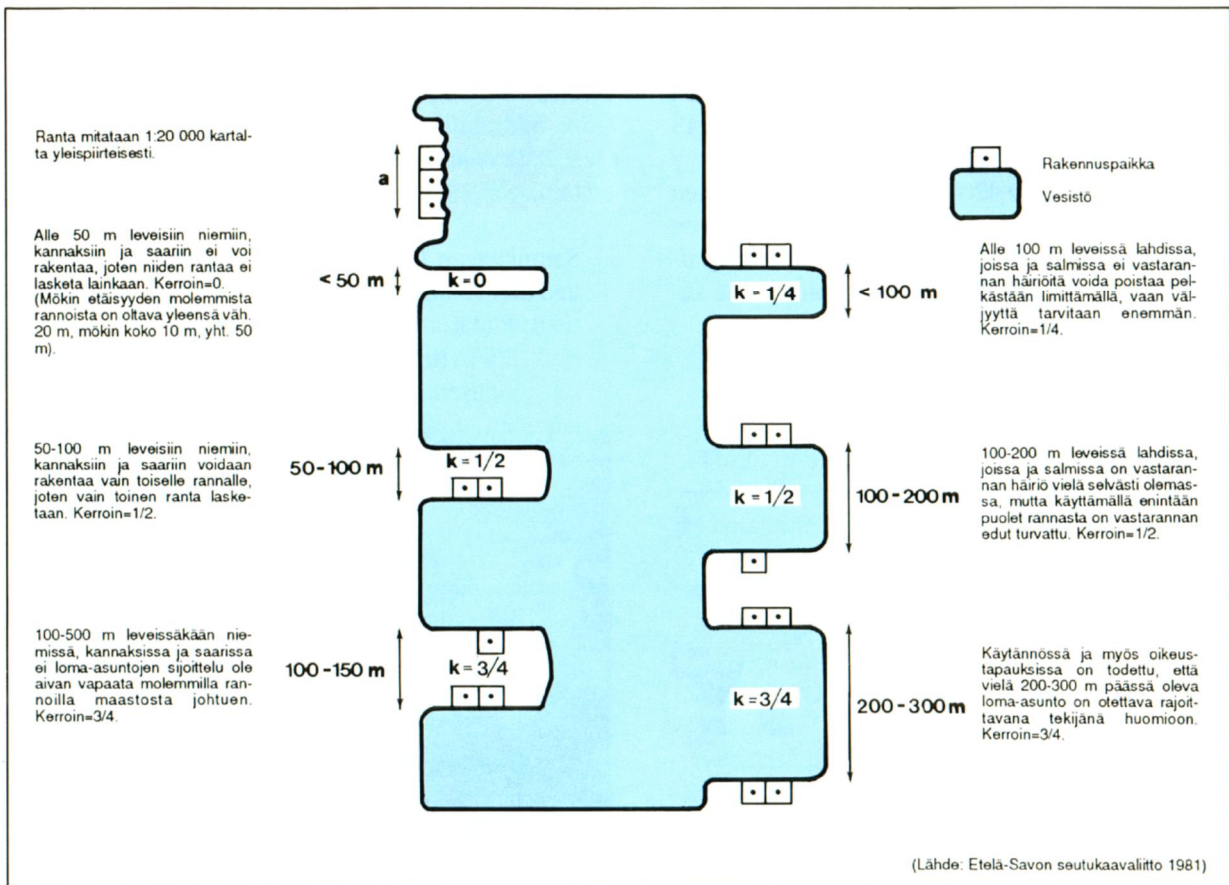 Ranta mitataan 1:20 000 kartal-
ta yleispiirteisesti.
a
Alle 50 m leveisiin niemiin,
kannaksiin ja saariin ei voi
rakentaa, joten niiden rantaa ei
lasketa lainkaan. Kerroin=0.
(Mökin etäisyyden molemmista
rannoista on oltava yleensä väh.
20 m, mökin koko 10 m, yht. 50
m).
< 50 m
k = 0
50-100 m leveisiin niemiin,
kannaksiin ja saariin voidaan
rakentaa vain toiselle rannalle,
joten vain toinen ranta laske-
taan. Kerroin=1/2.
50-100 m
k = 1/2
100-500 m leveissäkään nie-
missä, kannaksissa ja saarissa
ei loma-asuntojen sijoittelu ole
aivan vapaata molemmilla ran-
noilla maastosta johtuen.
Kerroin=3/4.
100-150 m
k = 3/4
Rakennuspaikka
Vesistö
k = 1/4
< 100 m
Alle 100 m leveissä lahdissa,
joissa ja salmissa ei vastaran-
nan häiriöitä voida poistaa pel-
kästään limittämällä, vaan väl-
jyyttä tarvitaan enemmän.
Kerroin=1/4.
k = 1/2
100-200 m
100-200 m leveissä lahdissa,
joissa ja salmissa on vastaran-
nan häiriö vielä selvästi olemas-
sa, mutta käyttämällä enintään
puolet rannasta on vastarannan
edut turvattu. Kerroin=1/2.
k = 3/4
200-300 m
Käytännössä ja myös oikeus-
tapauksissa on todettu, että
vielä 200-300 m päässä oleva
loma-asunto on otettava rajoit-
tavana tekijänä huomioon.
Kerroin=3/4.
(Lähde: Etelä-Savon seutukaavaliitto 1981)